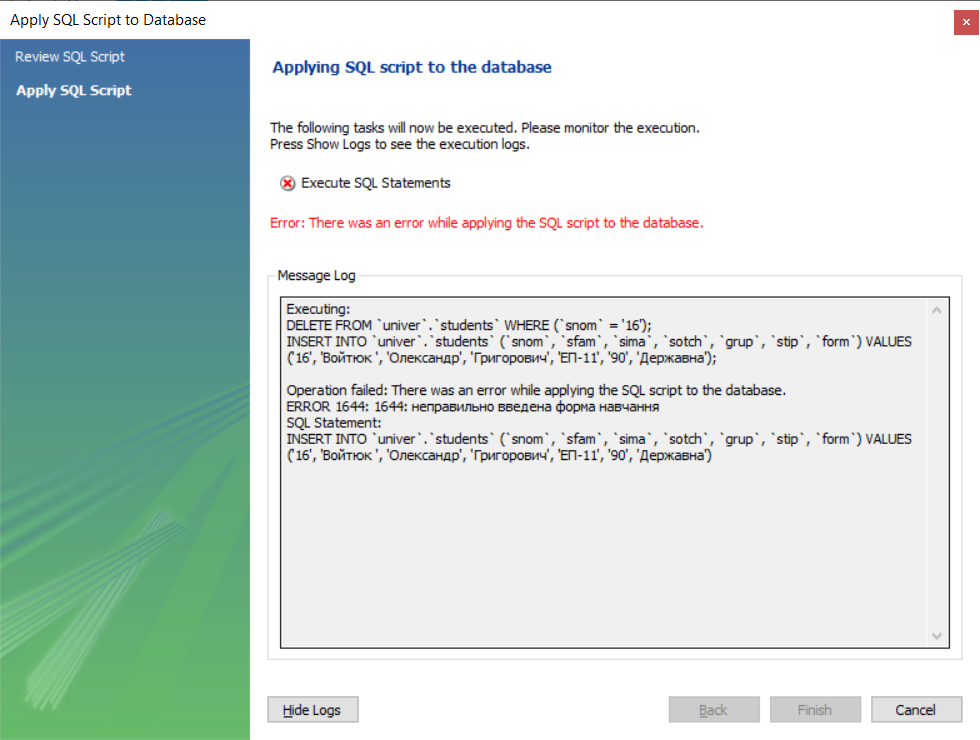 Apply SQL Script to Database
Review SQL Script
Apply SQL Script
Applying SQL script to the database
The following tasks will now be executed. Please monitor the execution.
Press Show Logs to see the execution logs.
Execute SQL Statements
Error: There was an error while applying the SQL script to the database.
Message Log
Executing:
DELETE FROM `univer`.`students` WHERE (`snom` = '16');
INSERT INTO `univer`.`students` (`snom`, `sfam`, `sima`, `sotch`, `grup`, `stip`, `form`) VALUES
('16', 'Войтюк ', 'Олександр', 'Григорович', 'ЕП-11', '90', 'Державна');
Operation failed: There was an error while applying the SQL script to the database.
ERROR 1644: 1644: неправильно введена форма навчання
SQL Statement:
INSERT INTO `univer`.`students` (`snom`, `sfam`, `sima`, `sotch`, `grup`, `stip`, `form`) VALUES
('16', 'Войтюк ', 'Олександр', 'Григорович', 'ЕП-11', '90', 'Державна')
Hide Logs
Back
Finish
Cancel